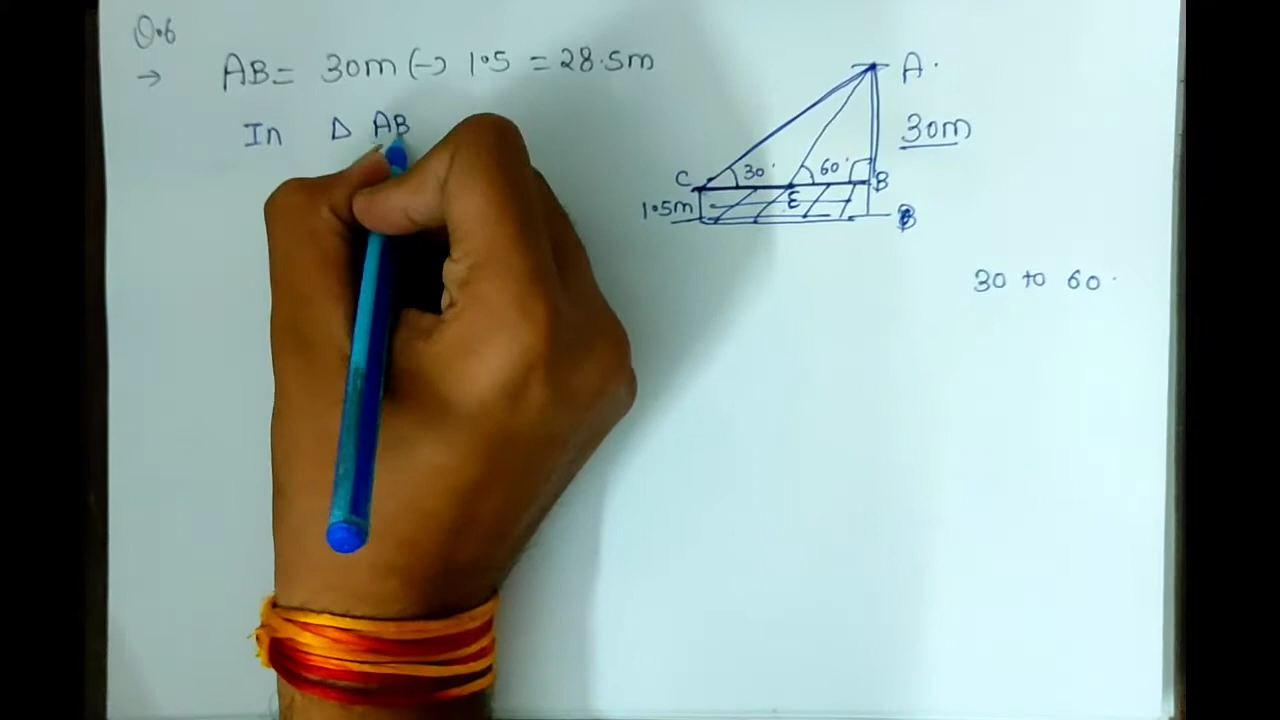 Q.6
→ AB = 30m (-) 1.5 = 28.5m
In Δ AB
A.
30m
C 30° 60° B
1.5m E
30 to 60°